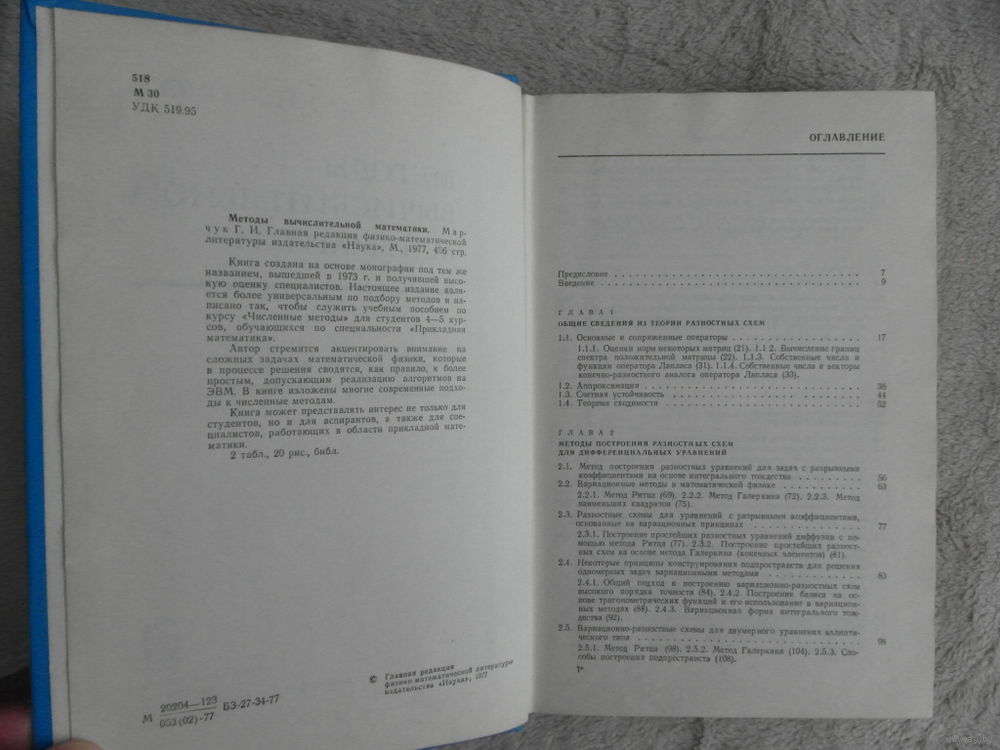 518
М 30
УДК 519.95
Методы вычислительной математики. Мар-
чук Г. И. Главная редакция физико-математической
литературы издательства «Наука», М., 1977, 456 стр.
Книга создана на основе монографии под тем же
названием, вышедшей в 1973 г. и получившей высо-
кую оценку специалистов. Настоящее издание явля-
ется более универсальным по подбору методов и на-
писано так, чтобы служить учебным пособием по
курсу «Численные методы» для студентов 4—5 кур-
сов, обучающихся по специальности «Прикладная
математика».
Автор стремится акцентировать внимание на
сложных задачах математической физики, которые
в процессе решения сводятся, как правило, к более
простым, допускающим реализацию алгоритмов на
ЭВМ. В книге изложены многие современные подхо-
ды к численным методам.
Книга может представлять интерес не только для
студентов, но и для аспирантов, а также для спе-
циалистов, работающих в области прикладной мате-
матики.
2 табл., 20 рис., библ.
© Главная редакция
физико-математической литературы
издательства «Наука», 1977
М 20204—123
053(02)-77 БЗ-27-34-77
ОГЛАВЛЕНИЕ
Предисловие . . . 7
Введение . . . 9
ГЛАВА 1
ОБЩИЕ СВЕДЕНИЯ ИЗ ТЕОРИИ РАЗНОСТНЫХ СХЕМ
1.1. Основные и сопряженные операторы . . . 17
1.1.1. Оценки норм некоторых матриц (21). 1.1.2. Вычисление границ
спектра положительной матрицы (22). 1.1.3. Собственные числа и
функции оператора Лапласа (31). 1.1.4. Собственные числа и векторы
конечно-разностного аналога оператора Лапласа (33).
1.2. Аппроксимация . . . 36
1.3. Счетная устойчивость . . . 44
1.4. Теорема сходимости . . . 52
ГЛАВА 2
МЕТОДЫ ПОСТРОЕНИЯ РАЗНОСТНЫХ СХЕМ
ДЛЯ ДИФФЕРЕНЦИАЛЬНЫХ УРАВНЕНИЙ
2.1. Метод построения разностных уравнений для задач с разрывными
коэффициентами на основе интегрального тождества . . . 56
2.2. Вариационные методы в математической физике . . . 63
2.2.1. Метод Ритца (69). 2.2.2. Метод Галеркина (72). 2.2.3. Метод
наименьших квадратов (75).
2.3. Разностные схемы для уравнений с разрывными коэффициентами,
основанные на вариационных принципах . . . 77
2.3.1. Построение простейших разностных уравнений диффузии с по-
мощью метода Ритца (77). 2.3.2. Построение простейших разност-
ных схем на основе метода Галеркина (конечных элементов) (81).
2.4. Некоторые принципы конструирования подпространств для решения
одномерных задач вариационными методами . . . 83
2.4.1. Общий подход к построению вариационно-разностных схем
высокого порядка точности (84). 2.4.2. Построение базиса на ос-
нове тригонометрических функций и его использование в вариацион-
ных методах (88). 2.4.3. Вариационная форма интегрального тож-
дества (92).
2.5. Вариационно-разностные схемы для двумерного уравнения эллипти-
ческого типа . . . 98
2.5.1. Метод Ритца (98). 2.5.2. Метод Галеркина (104). 2.5.3. Спо-
собы построения подпространств (108).
1*